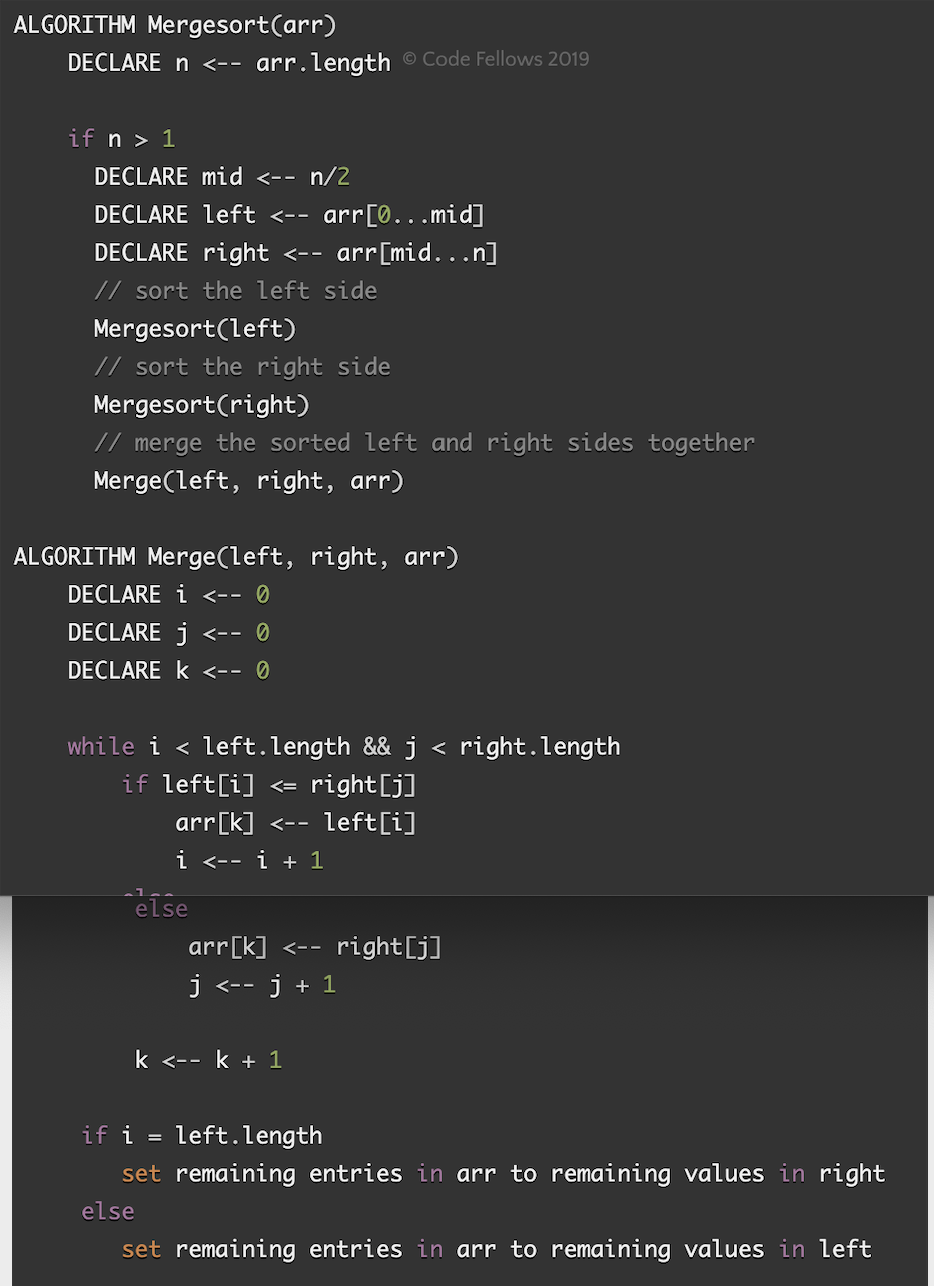 ALGORITHM Mergesort(arr)
    DECLARE n <-- arr.length © Code Fellows 2019

    if n > 1
      DECLARE mid <-- n/2
      DECLARE left <-- arr[0...mid]
      DECLARE right <-- arr[mid...n]
      // sort the left side
      Mergesort(left)
      // sort the right side
      Mergesort(right)
      // merge the sorted left and right sides together
      Merge(left, right, arr)

ALGORITHM Merge(left, right, arr)
    DECLARE i <-- 0
    DECLARE j <-- 0
    DECLARE k <-- 0

    while i < left.length && j < right.length
        if left[i] <= right[j]
            arr[k] <-- left[i]
            i <-- i + 1
        else
        else
            arr[k] <-- right[j]
            j <-- j + 1

        k <-- k + 1

    if i = left.length
       set remaining entries in arr to remaining values in right
    else
       set remaining entries in arr to remaining values in left